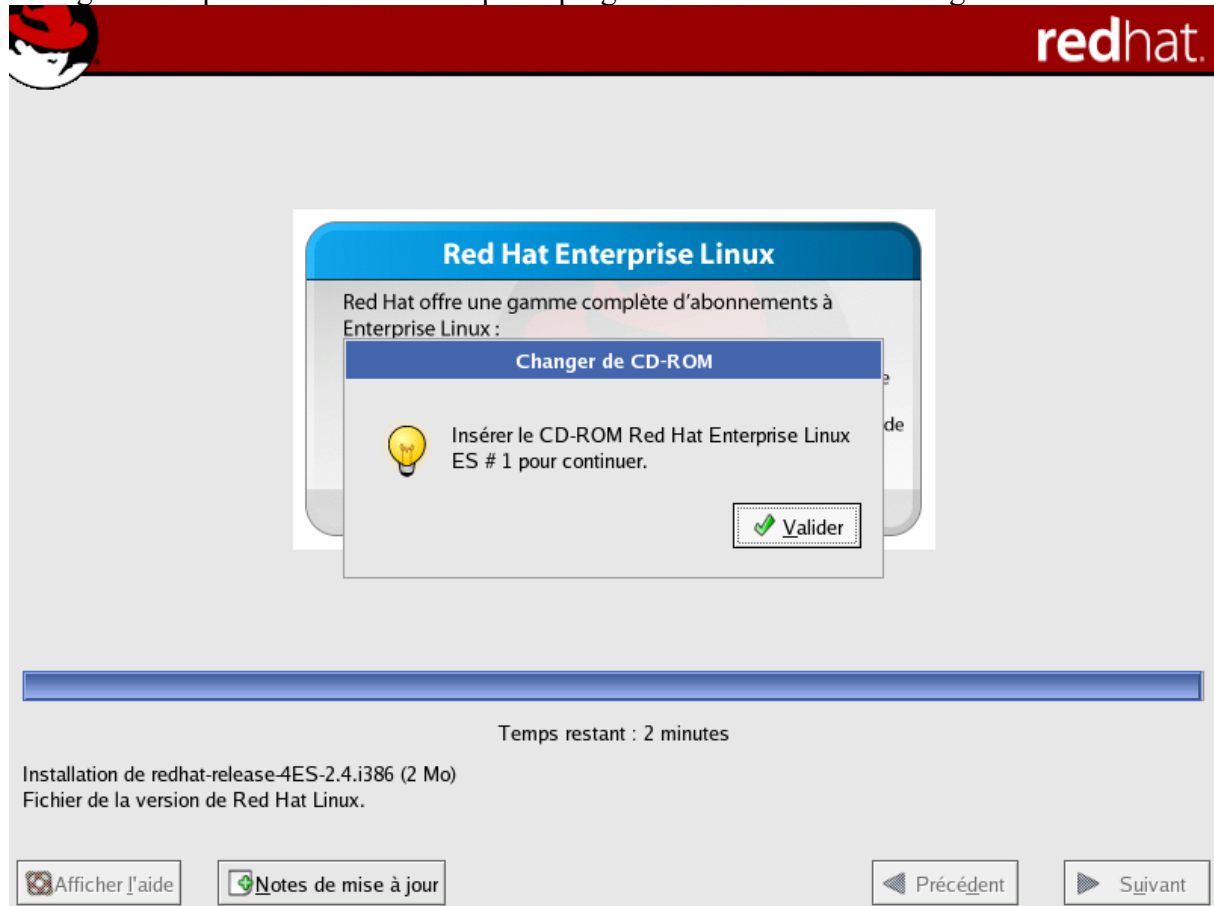 redhat.
Red Hat Enterprise Linux
Red Hat offre une gamme complète d'abonnements à
Enterprise Linux :
Changer de CD-ROM
de
Insérer le CD-ROM Red Hat Enterprise Linux
ES # 1 pour continuer.
Valider
Temps restant : 2 minutes
Installation de redhat-release-4ES-2.4.i386 (2 Mo)
Fichier de la version de Red Hat Linux.
Afficher l'aide
Notes de mise à jour
Précédent
Suivant